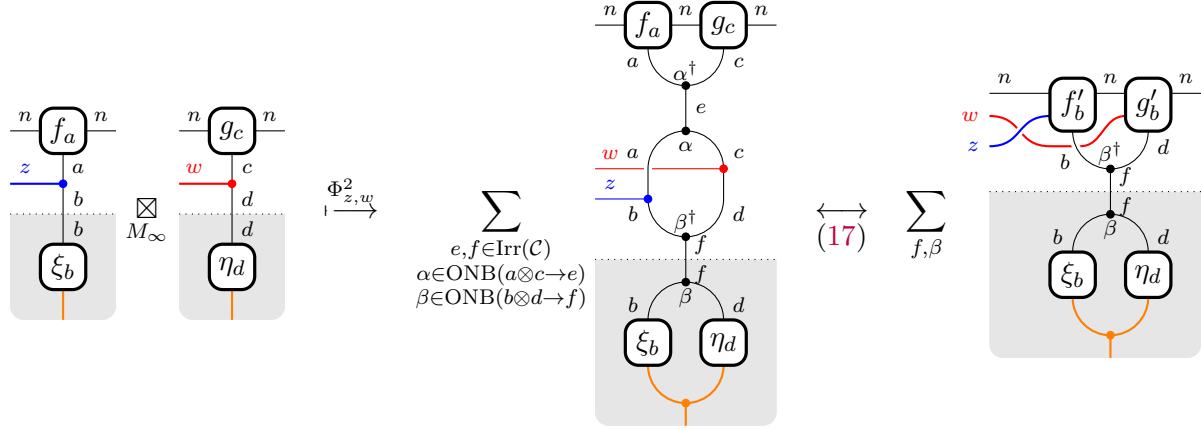 n f_a n
z a
b
b
ξ_b
⊠
M_∞
n g_c n
w c
d
d
η_d
Φ²_{z,w}
⟼
∑
e,f∈Irr(𝒞)
α∈ONB(a⊗c→e)
β∈ONB(b⊗d→f)
n f_a n g_c n
a α† c
e
a α c
w
z
b β† d
f
f
b β d
ξ_b η_d
⟷
(17)
∑
f,β
n f′_b n g′_b n
w
z
b β† d
f
f
b β d
ξ_b η_d